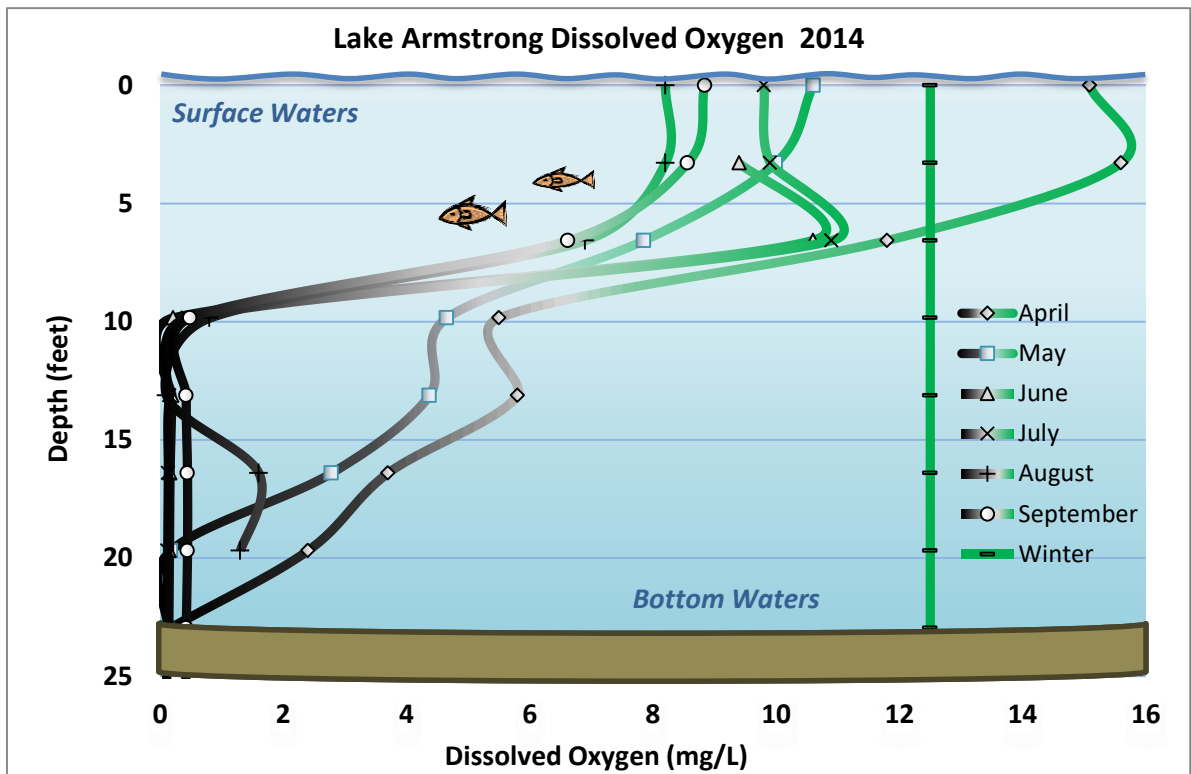 Lake Armstrong Dissolved Oxygen 2014
Surface Waters
0
5
10
15
20
25
Depth (feet)
April
May
June
July
August
September
Winter
Bottom Waters
0 2 4 6 8 10 12 14 16
Dissolved Oxygen (mg/L)